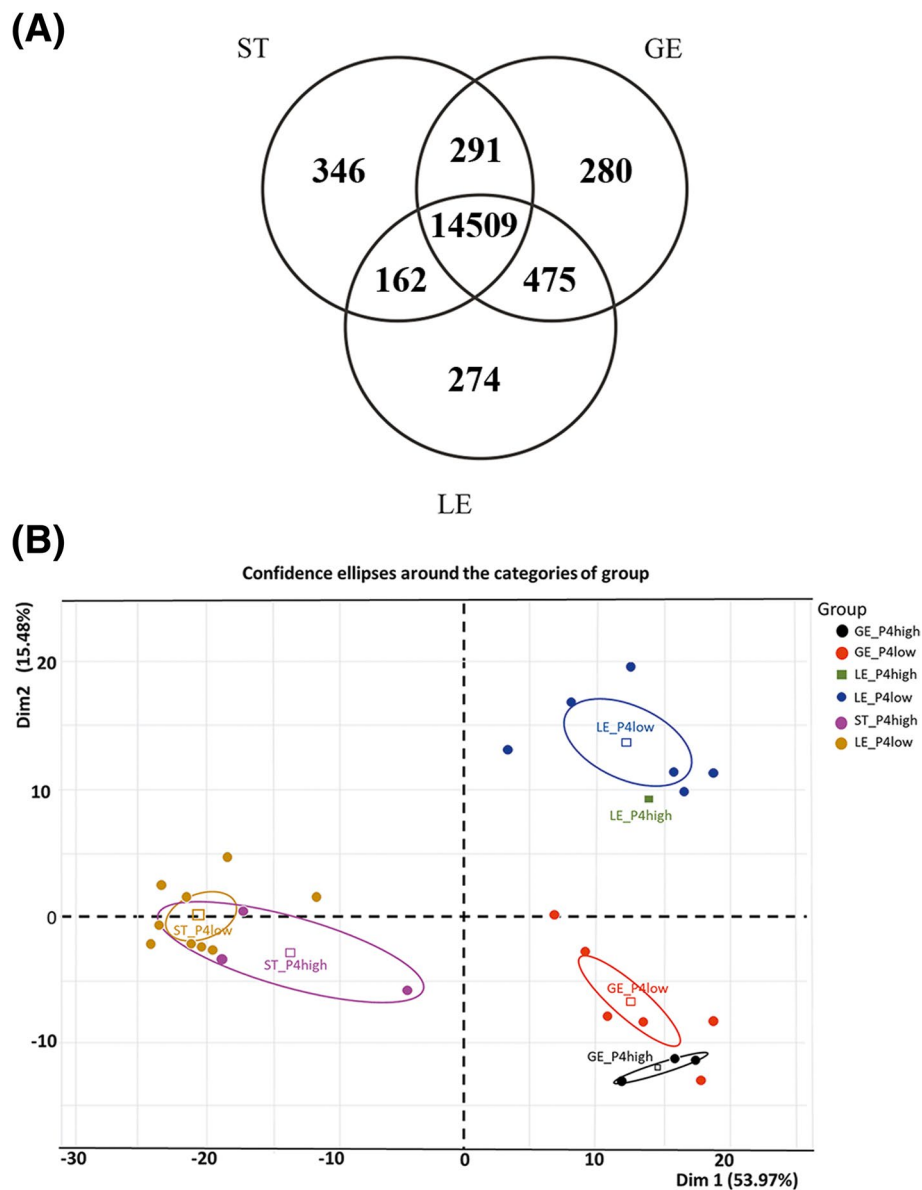 (A)
ST
GE
346
291
280
14509
162
475
274
LE
(B)
Confidence ellipses around the categories of group
Dim2 (15.48%)
20
10
0
-10
-30
-20
-10
0
10
20
Dim 1 (53.97%)
LE_P4low
LE_P4high
ST_P4low
ST_P4high
GE_P4low
GE_P4high
Group
GE_P4high
GE_P4low
LE_P4high
LE_P4low
ST_P4high
LE_P4low